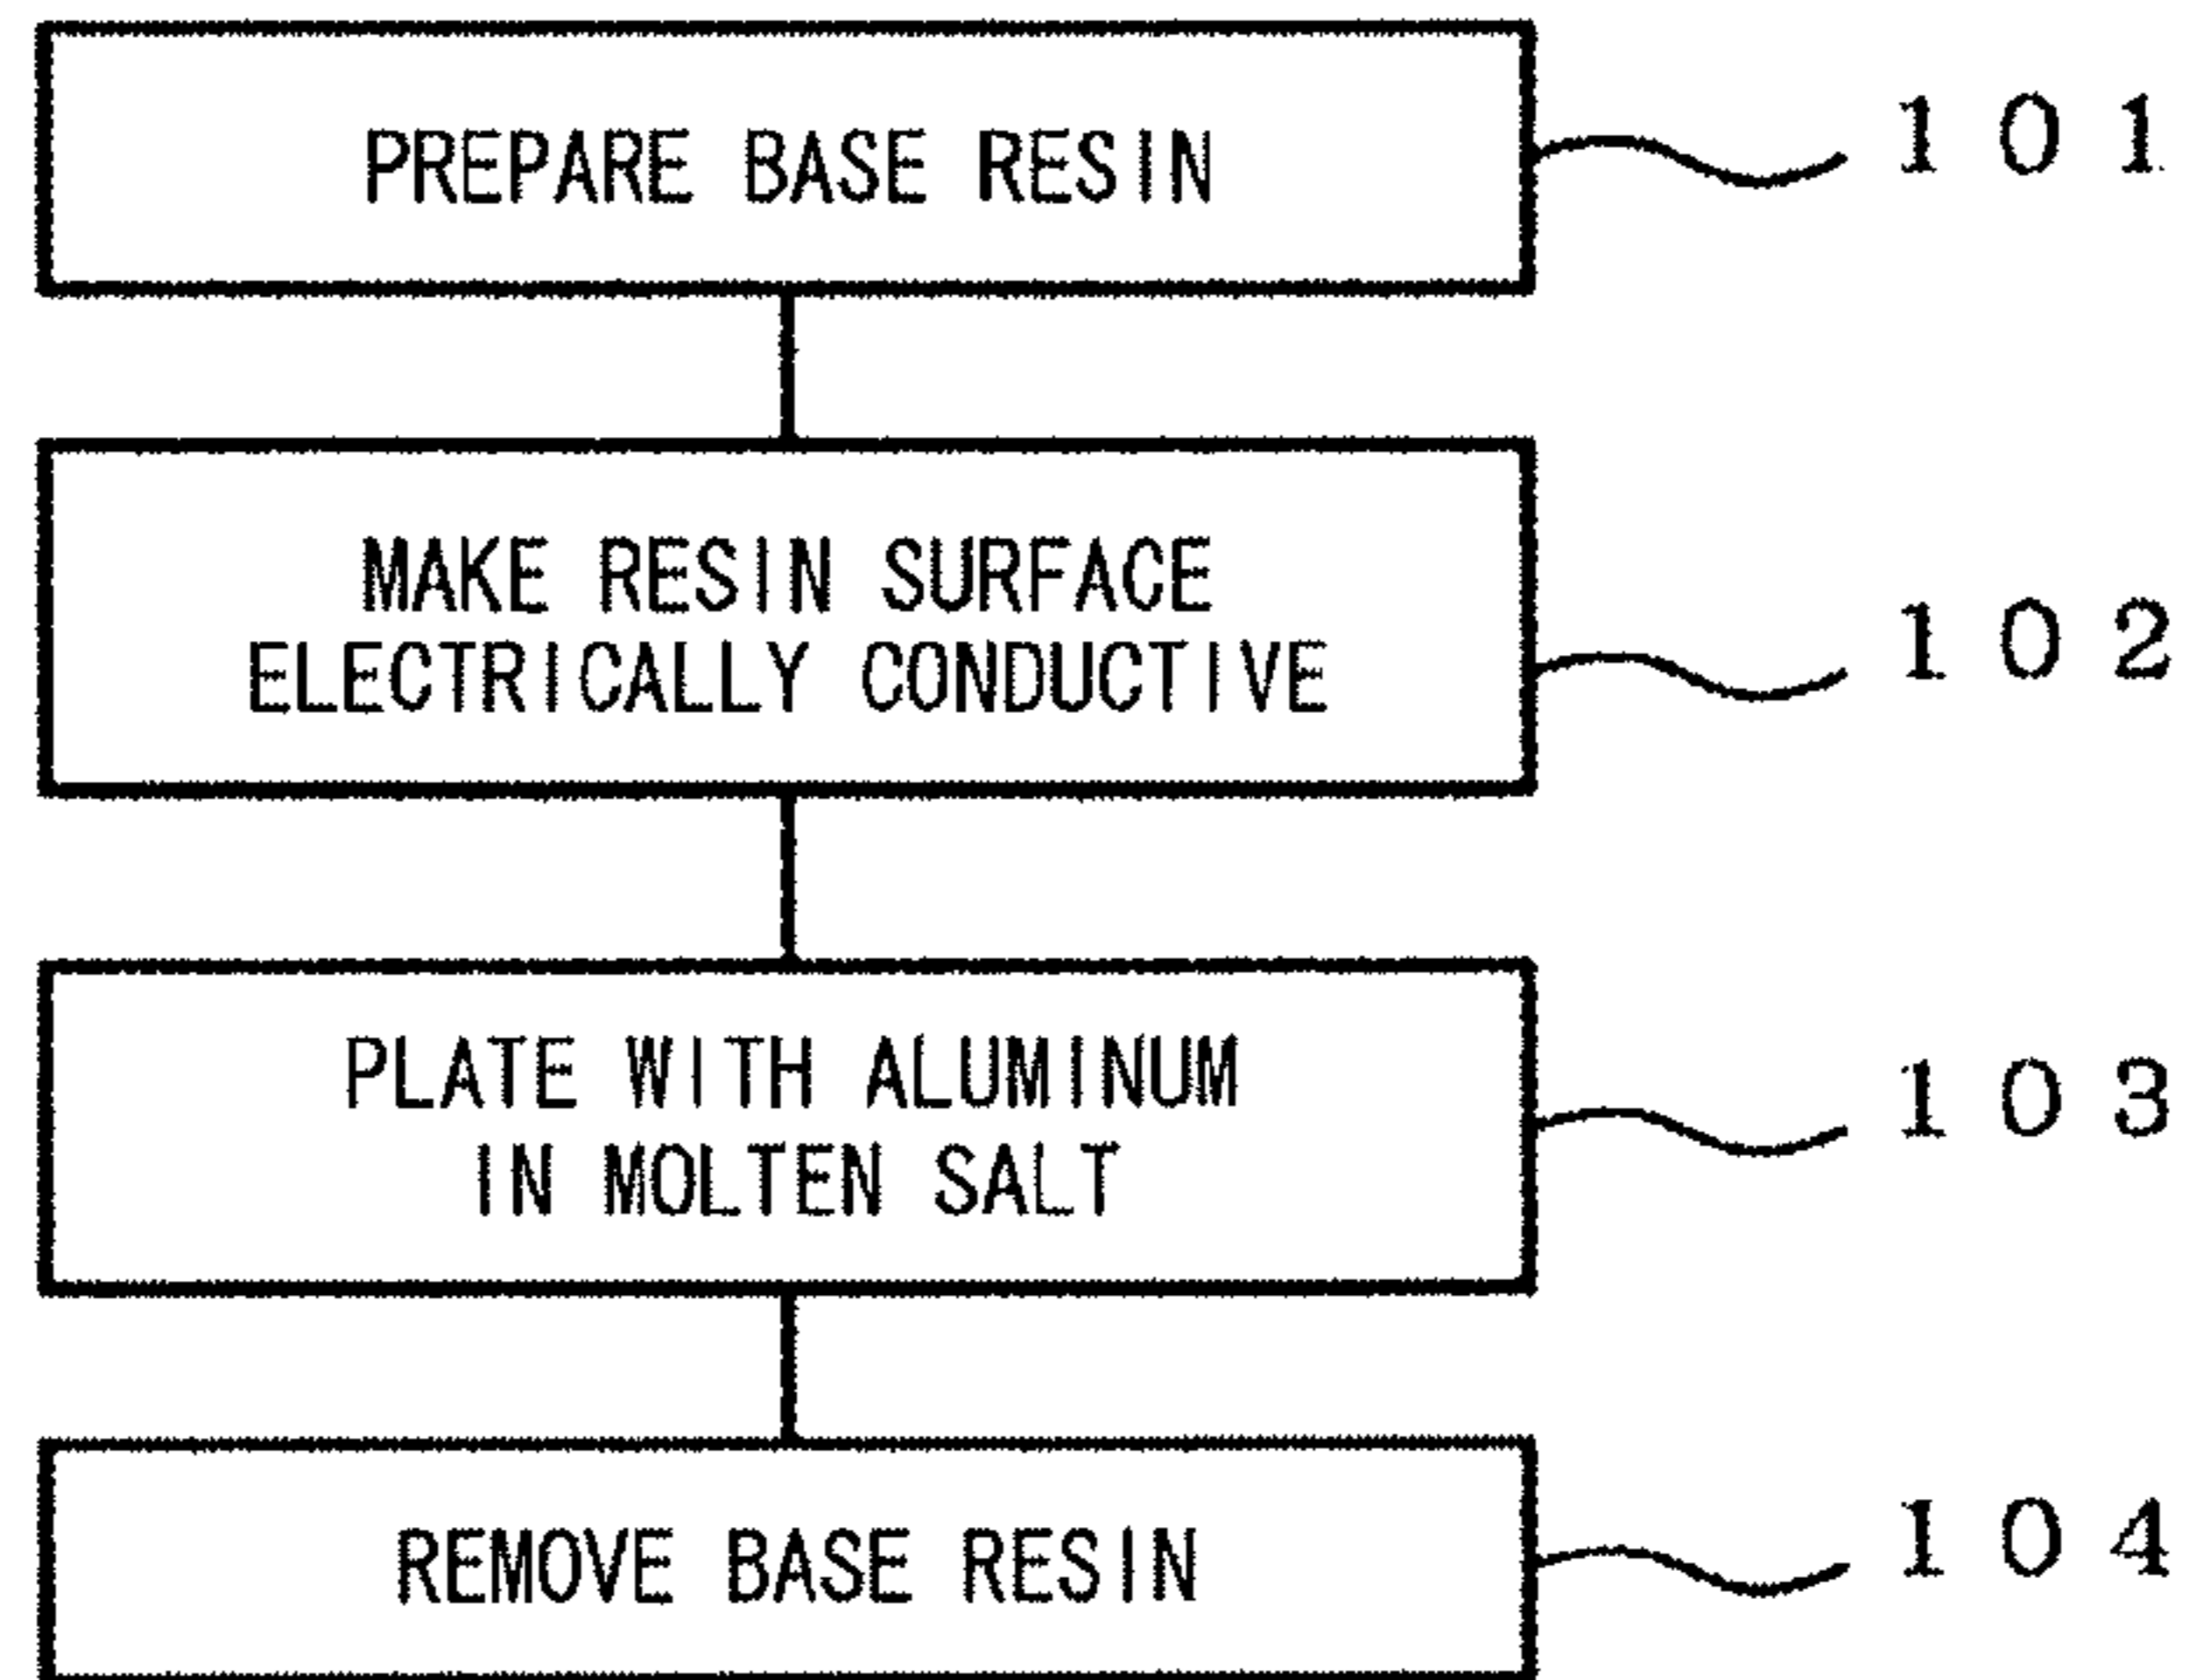 PREPARE BASE RESIN
101
MAKE RESIN SURFACE
ELECTRICALLY CONDUCTIVE
102
PLATE WITH ALUMINUM
IN MOLTEN SALT
103
REMOVE BASE RESIN
104